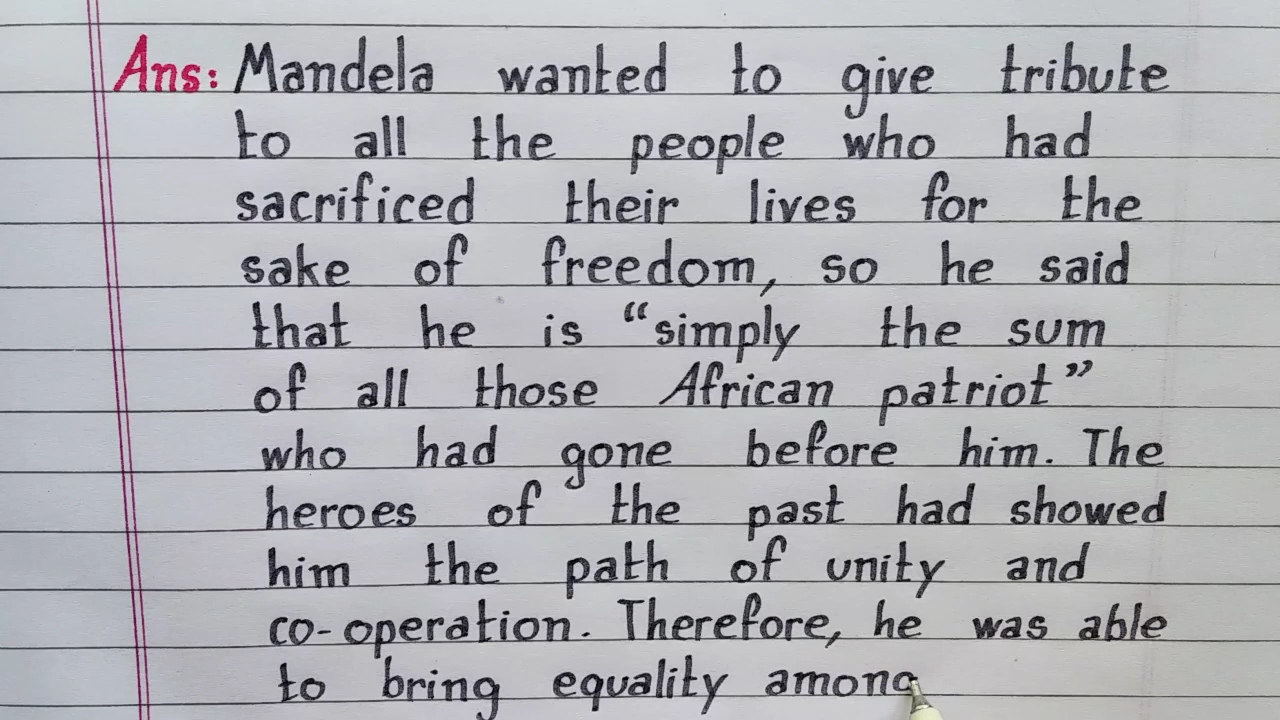 Ans: Mandela wanted to give tribute
to all the people who had
sacrificed their lives for the
sake of freedom, so he said
that he is “simply the sum
of all those African patriot”
who had gone before him. The
heroes of the past had showed
him the path of unity and
co-operation. Therefore, he was able
to bring equality among